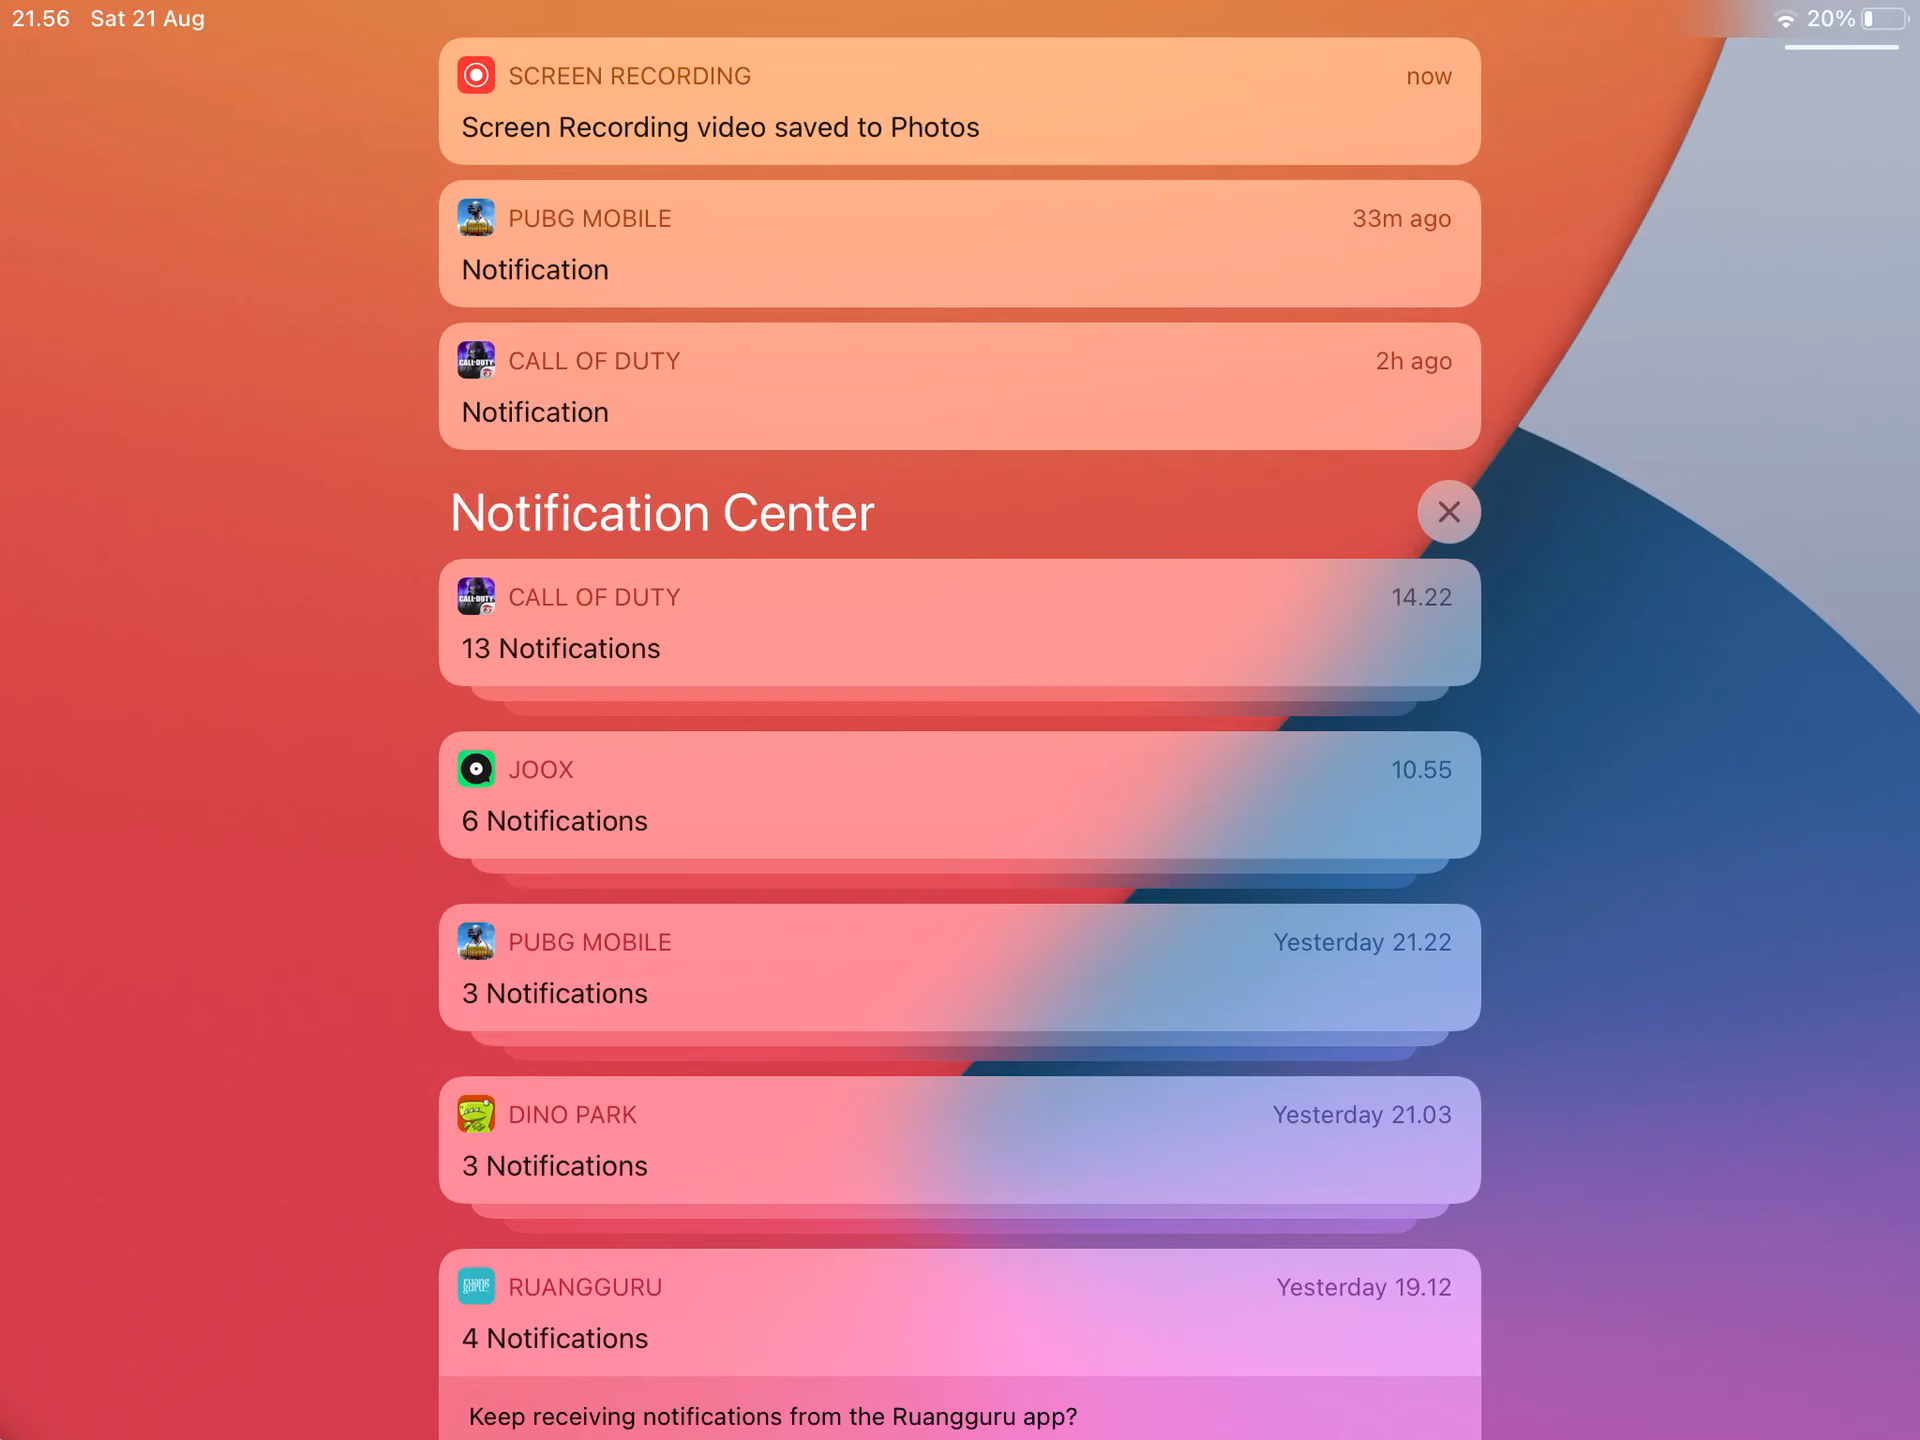 21.56 Sat 21 Aug 20%
SCREEN RECORDING now
Screen Recording video saved to Photos
PUBG MOBILE 33m ago
Notification
CALL OF DUTY 2h ago
Notification
Notification Center
CALL OF DUTY 14.22
13 Notifications
JOOX 10.55
6 Notifications
PUBG MOBILE Yesterday 21.22
3 Notifications
DINO PARK Yesterday 21.03
3 Notifications
ruang
guru
RUANGGURU Yesterday 19.12
4 Notifications
Keep receiving notifications from the Ruangguru app?